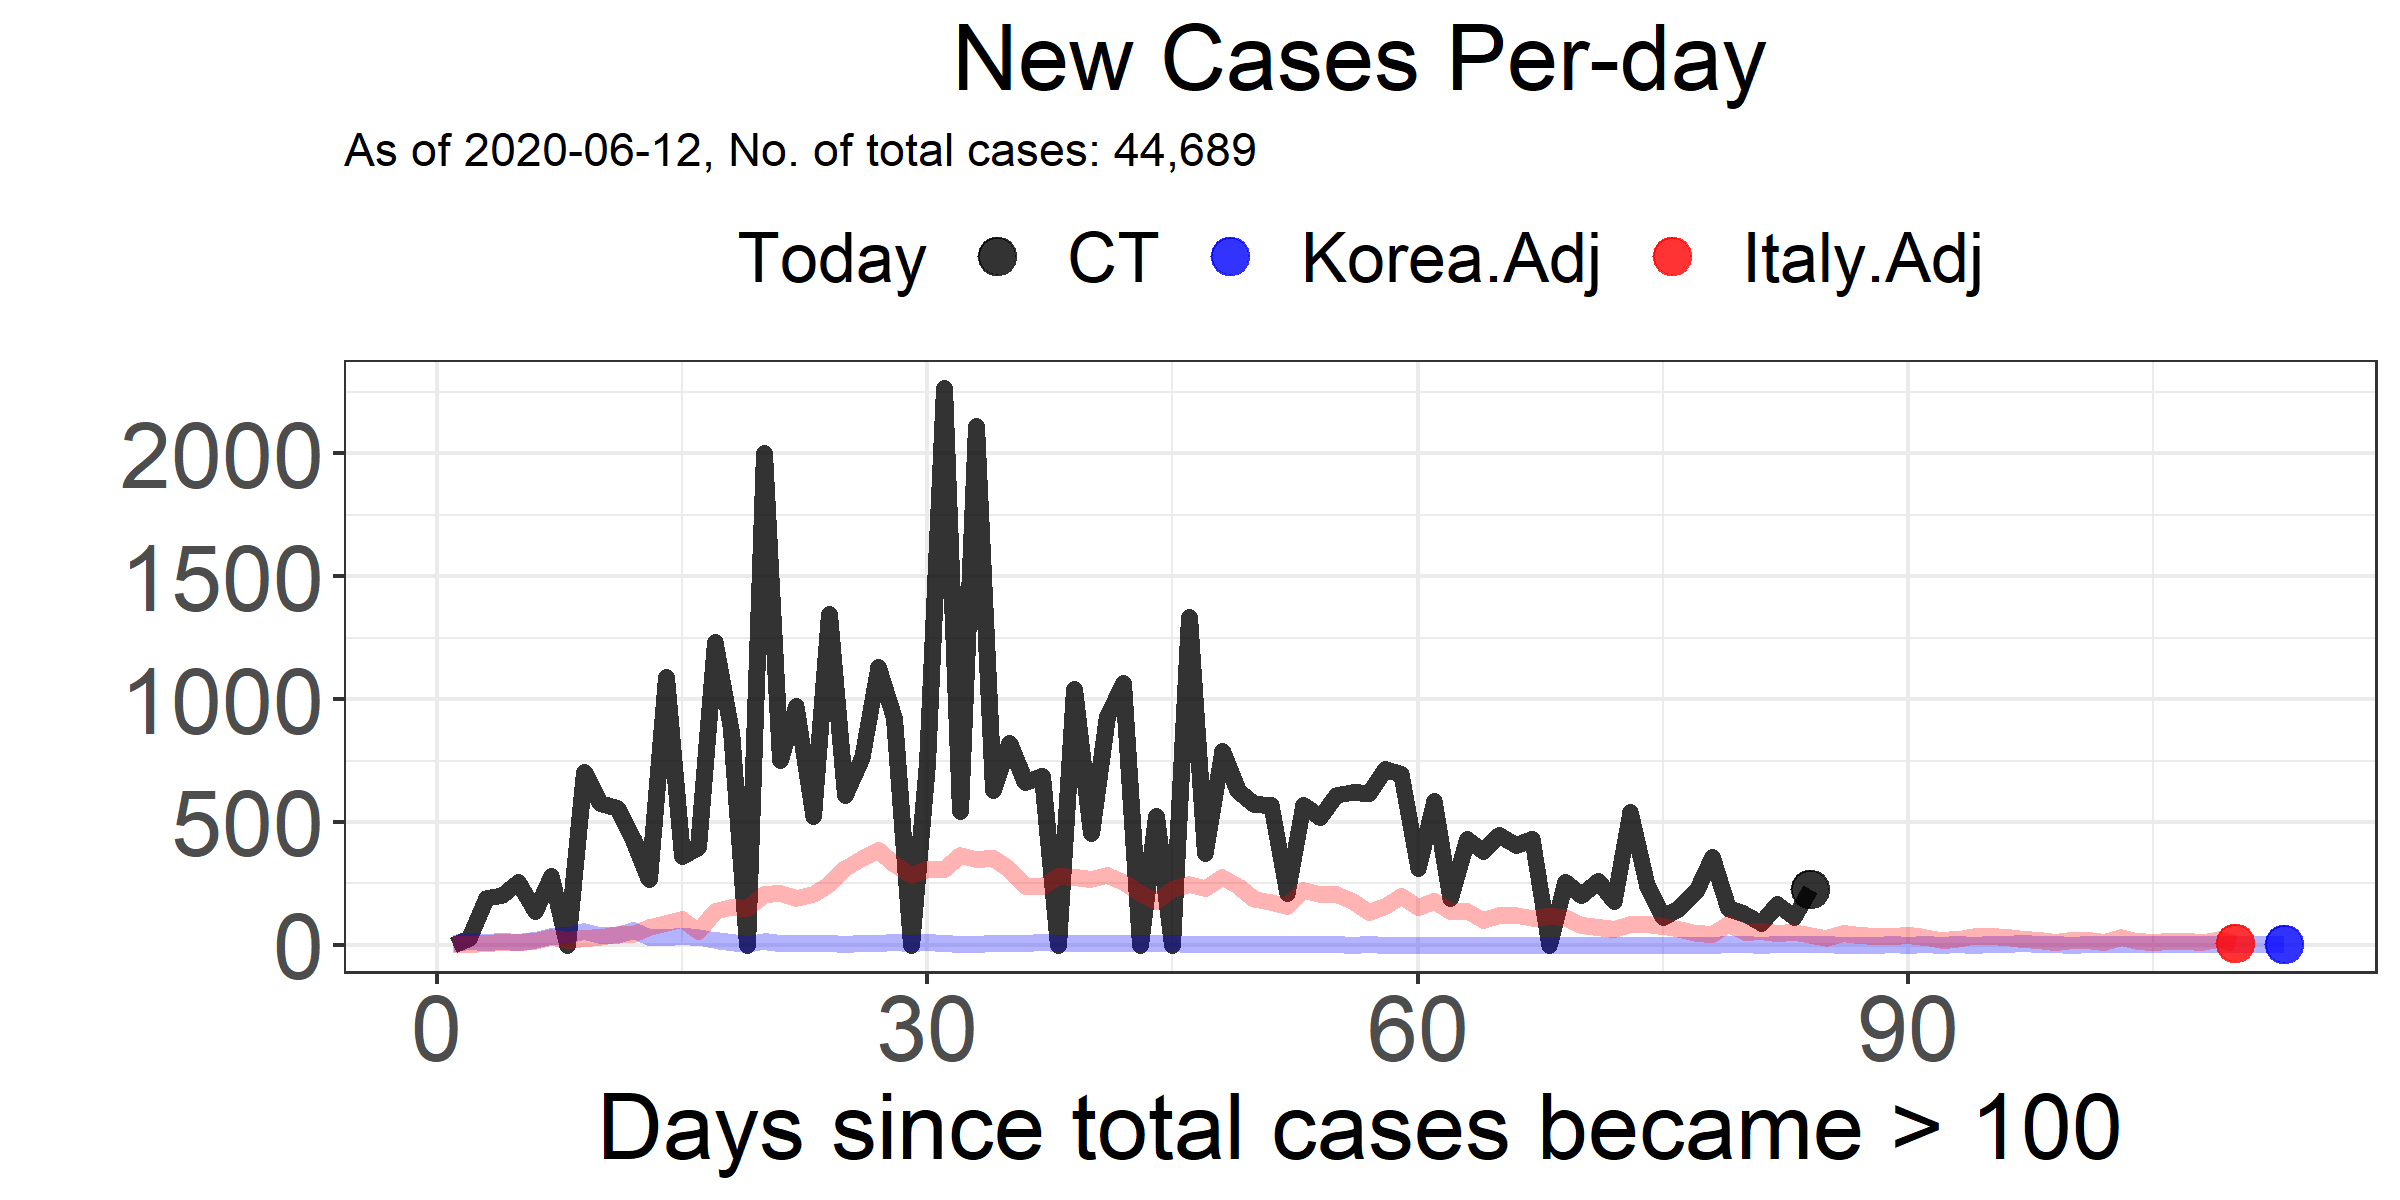 New Cases Per-day
As of 2020-06-12, No. of total cases: 44,689
Today CT Korea.Adj Italy.Adj
2000
1500
1000
500
0
0 30 60 90
Days since total cases became > 100